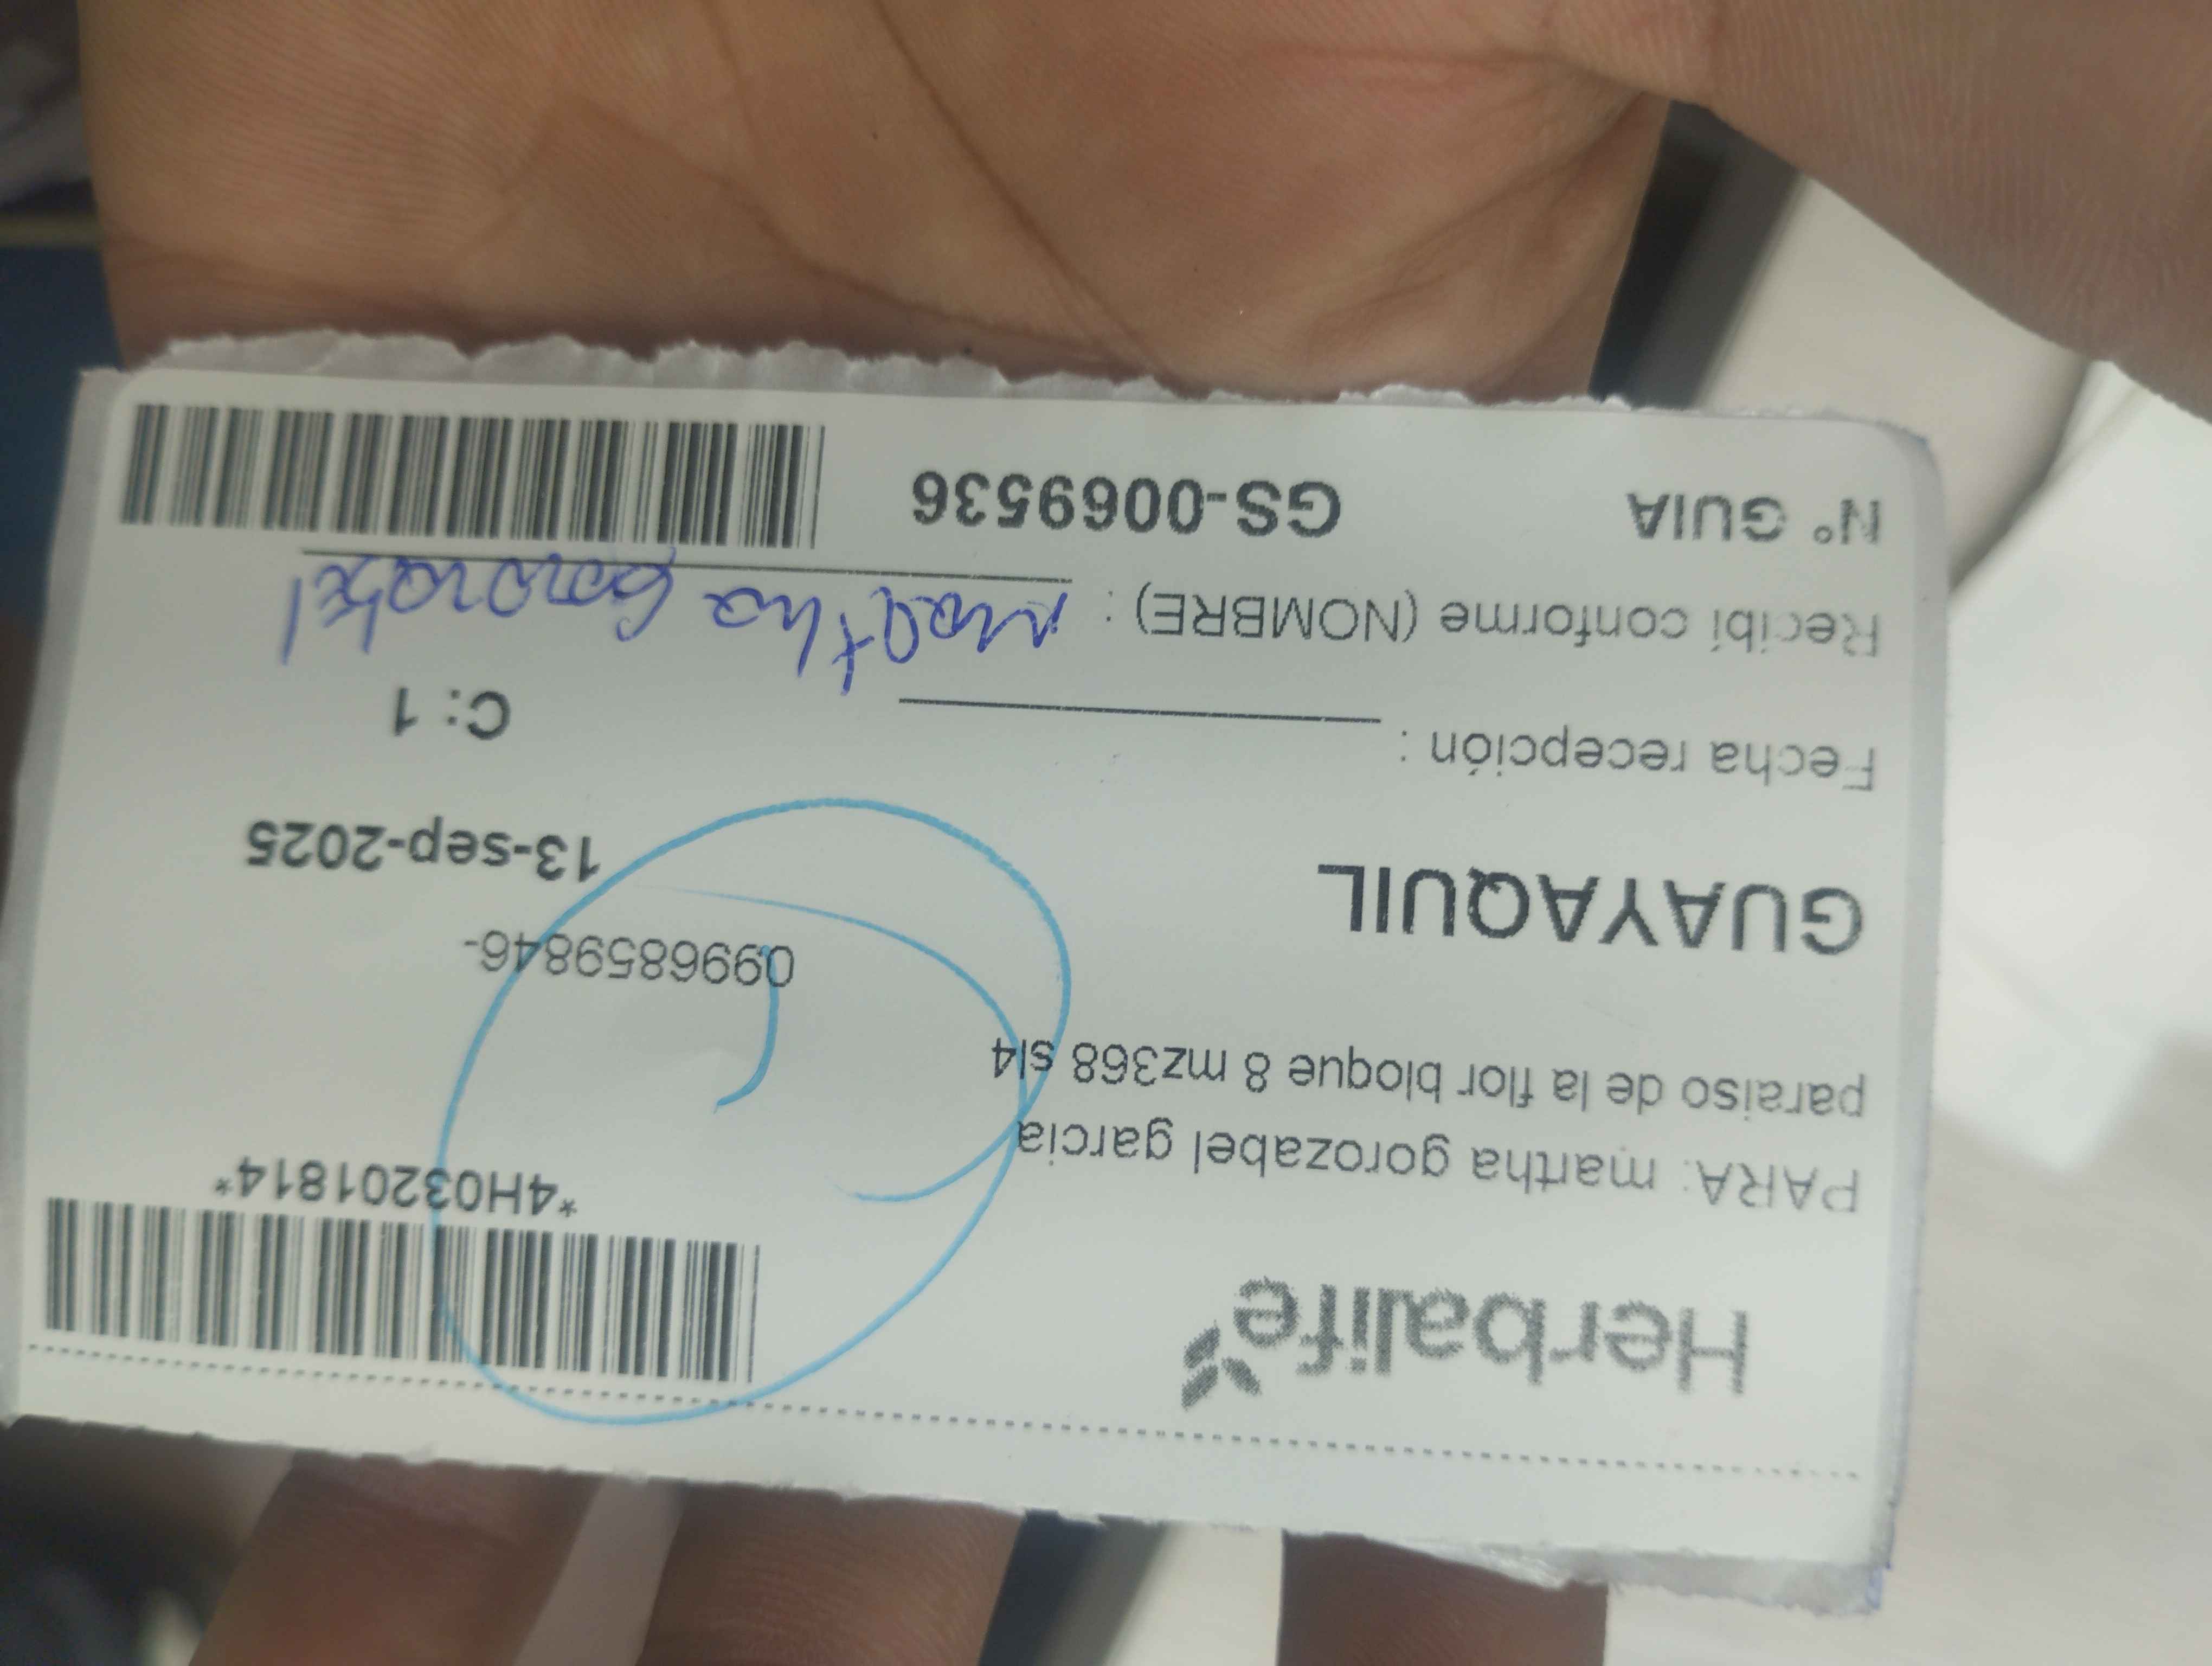 Herbalife
*4H03201814*
PARA: martha gorozabel garcia
paraiso de la flor bloque 8 mz368 sl4
0996859846-
GUAYAQUIL
13-sep-2025
Fecha recepción :
C: 1
Recibí conforme (NOMBRE) : Martha Gorozabel
N° GUIA GS-00699536